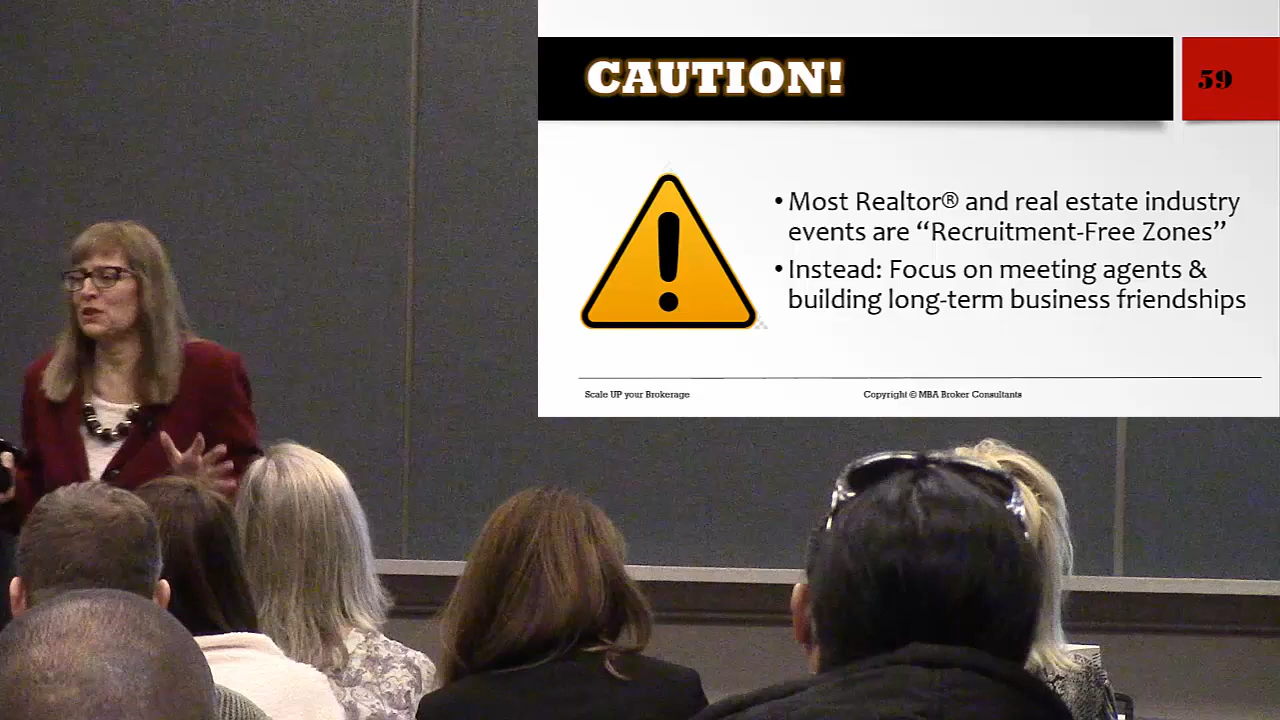 CAUTION!
59
• Most Realtor® and real estate industry
events are “Recruitment-Free Zones”
• Instead: Focus on meeting agents &
building long-term business friendships
Scale UP your Brokerage
Copyright © MBA Broker Consultants